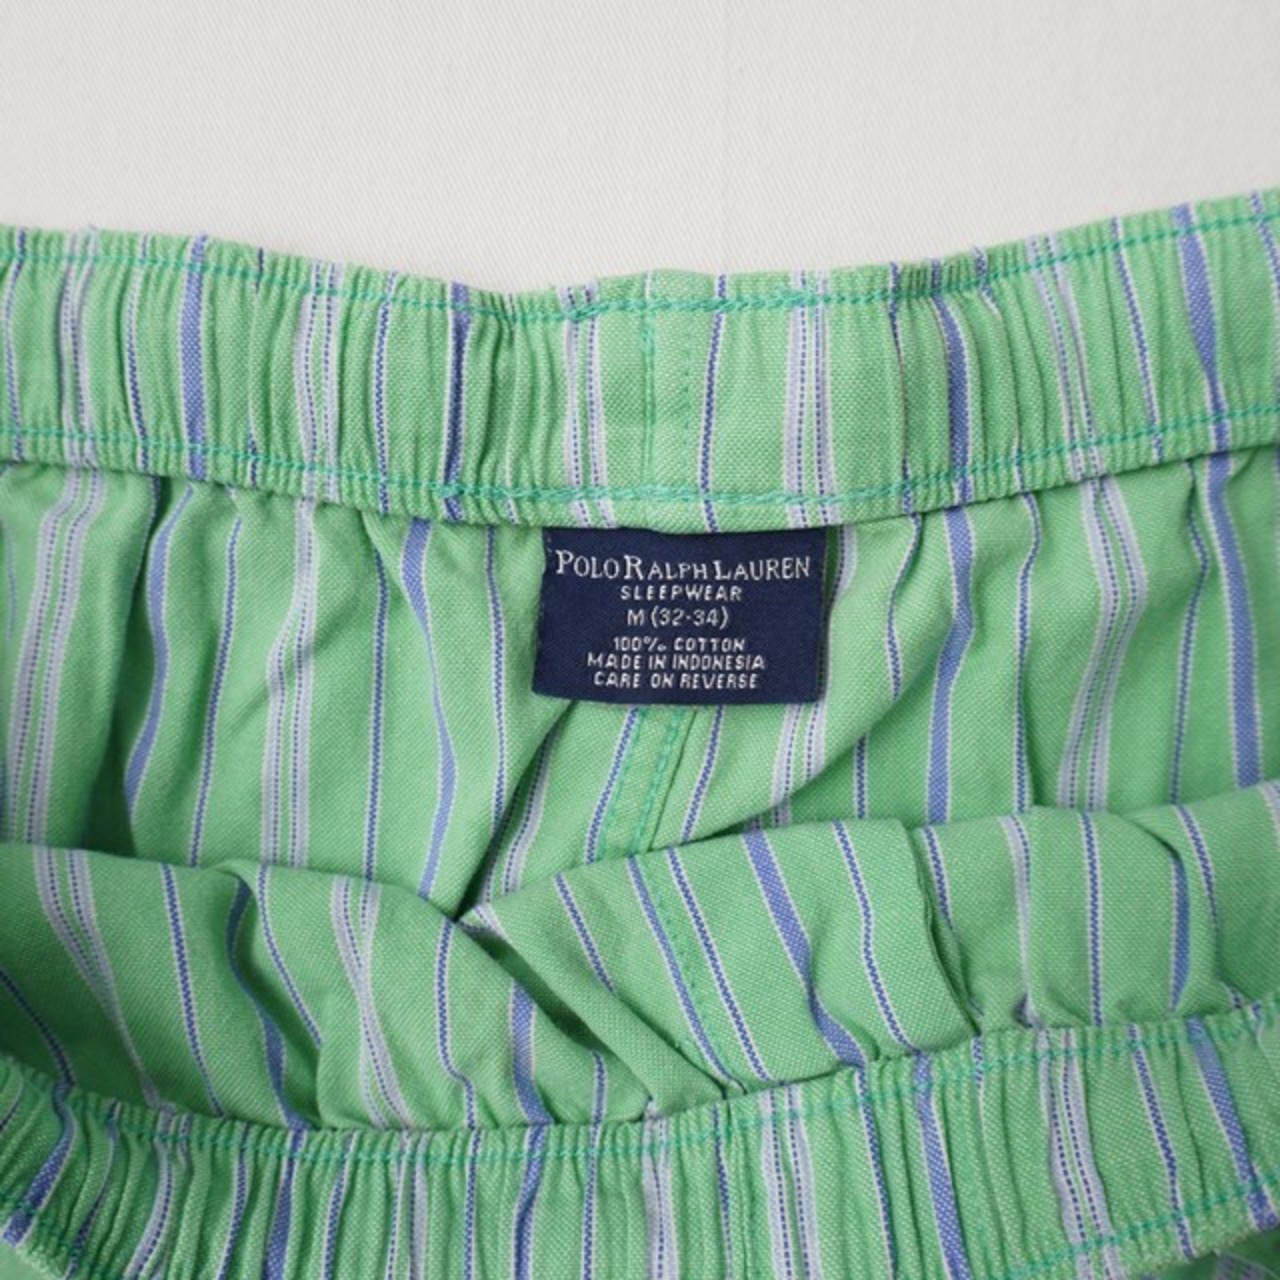 POLO RALPH LAUREN
SLEEPWEAR
M (32-34)
100% COTTON
MADE IN INDONESIA
CARE ON REVERSE